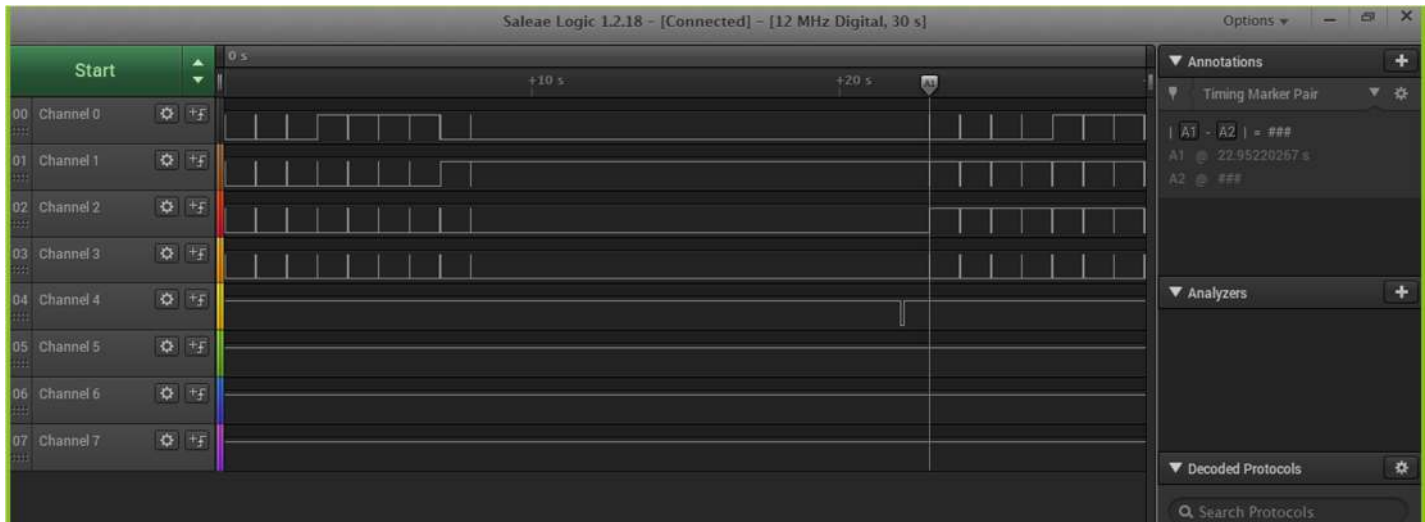 Saleae Logic 1.2.18 - [Connected] - [12 MHz Digital, 30 s]
Options
Start
0 s
+10 s
+20 s
A1
00 Channel 0
01 Channel 1
02 Channel 2
03 Channel 3
04 Channel 4
05 Channel 5
06 Channel 6
07 Channel 7
Annotations
Timing Marker Pair
| A1 - A2 | = ###
A1 @ 22.95220267 s
A2 @ ###
Analyzers
Decoded Protocols
Search Protocols